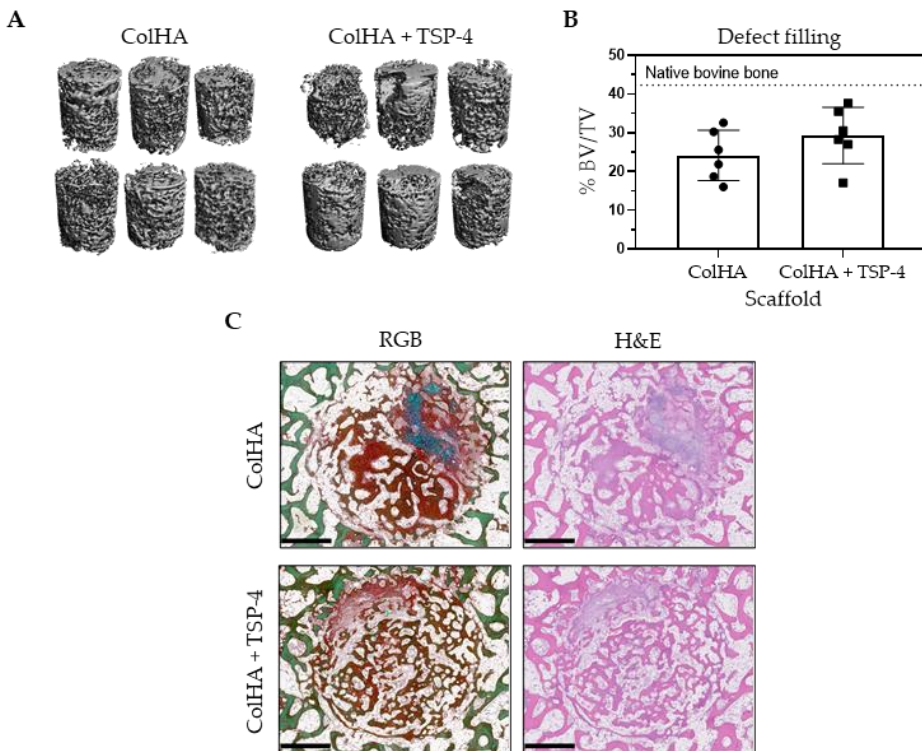 A
ColHA
ColHA + TSP-4
B
Defect filling
50
40
30
20
10
0
% BV/TV
Native bovine bone
ColHA
ColHA + TSP-4
Scaffold
C
RGB
H&E
ColHA
ColHA + TSP-4